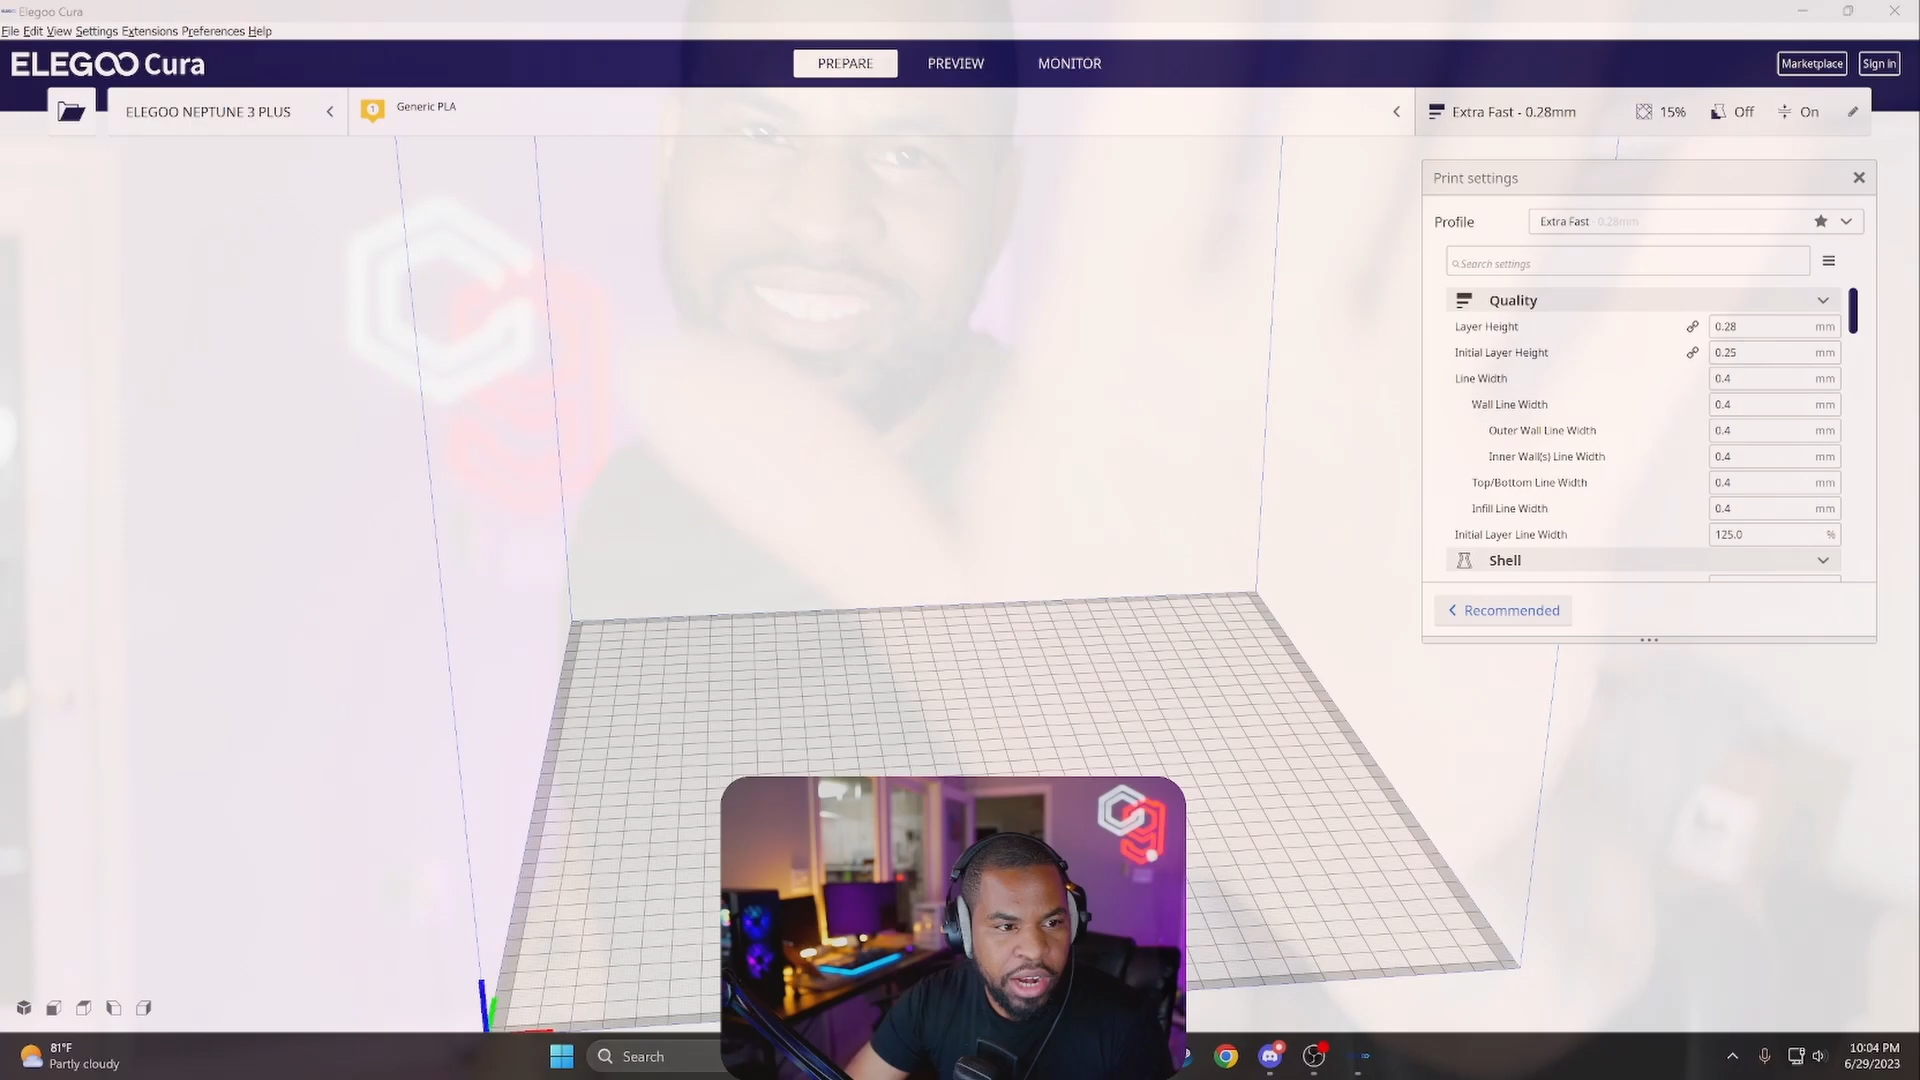 Elegoo Cura
File Edit View Settings Extensions Preferences Help
ELEGOO Cura
PREPARE PREVIEW MONITOR
Marketplace Sign in
ELEGOO NEPTUNE 3 PLUS
1 Generic PLA
Extra Fast - 0.28mm 15% Off On
Print settings
Profile Extra Fast 0.28mm
Search settings
Quality
Layer Height 0.28 mm
Initial Layer Height 0.25 mm
Line Width 0.4 mm
Wall Line Width 0.4 mm
Outer Wall Line Width 0.4 mm
Inner Wall(s) Line Width 0.4 mm
Top/Bottom Line Width 0.4 mm
Infill Line Width 0.4 mm
Initial Layer Line Width 125.0 %
Shell
Recommended
81°F
Partly cloudy
Search
10:04 PM
6/29/2023